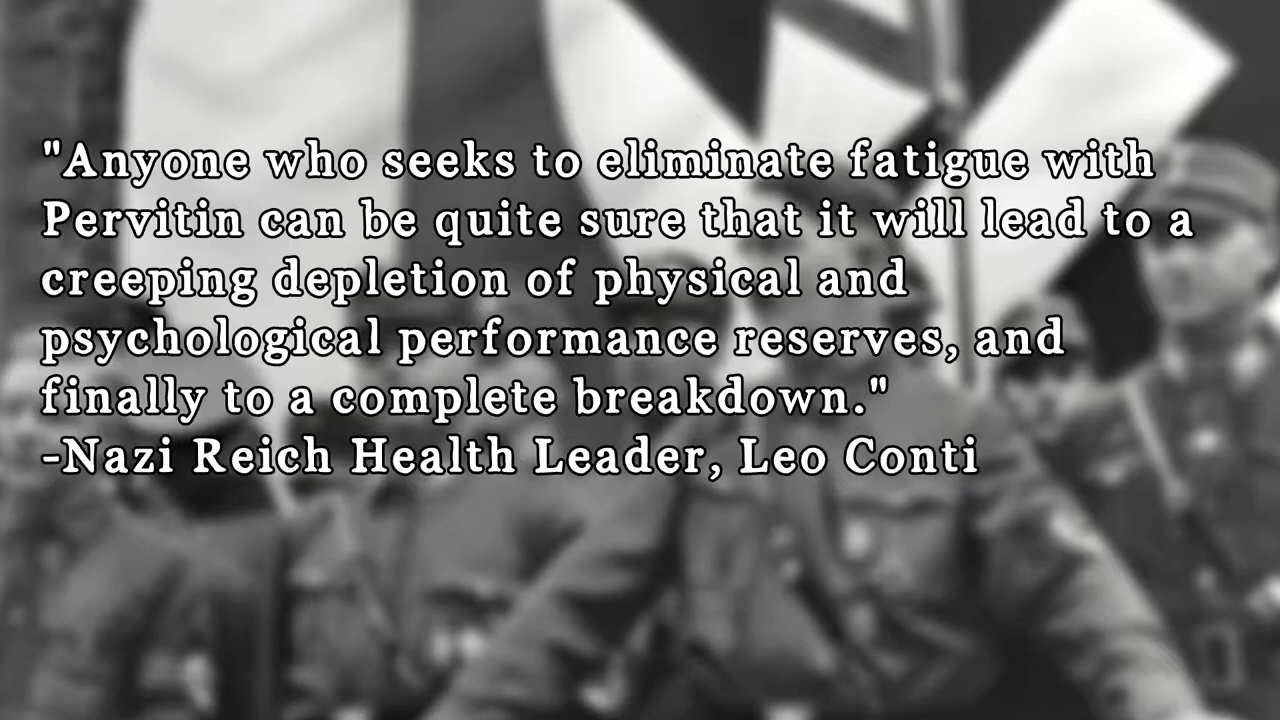 "Anyone who seeks to eliminate fatigue with
Pervitin can be quite sure that it will lead to a
creeping depletion of physical and
psychological performance reserves, and
finally to a complete breakdown."
-Nazi Reich Health Leader, Leo Conti